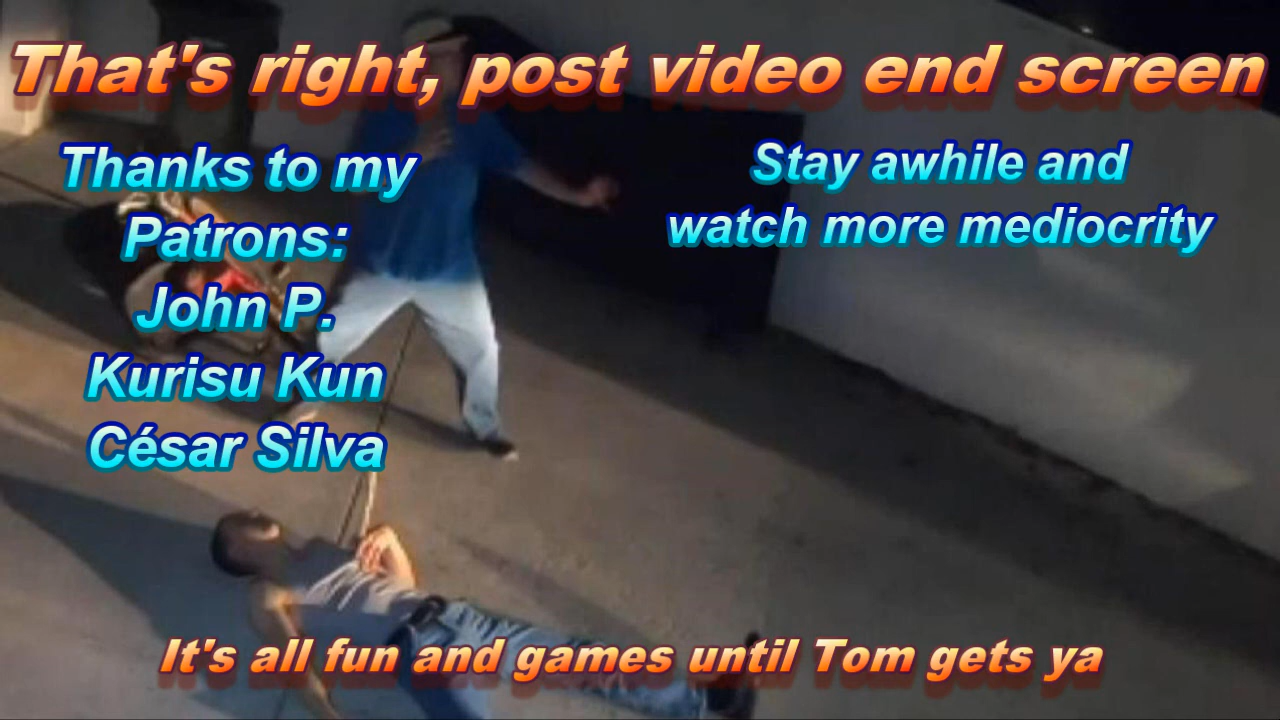 That's right, post video end screen
Thanks to my
Patrons:
John P.
Kurisu Kun
César Silva
Stay awhile and
watch more mediocrity
It's all fun and games until Tom gets ya